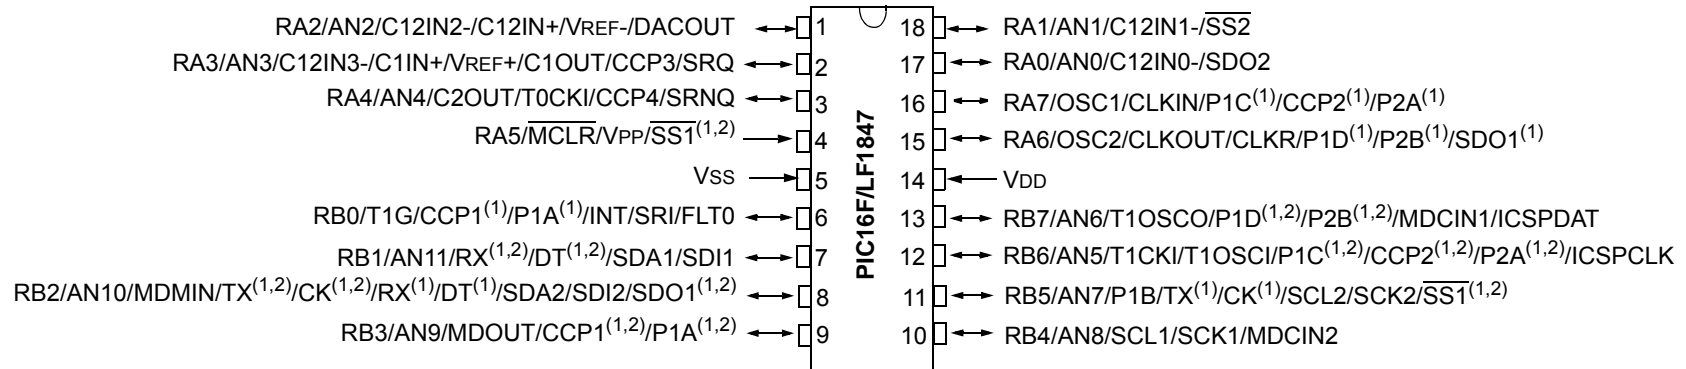 RA2/AN2/C12IN2-/C12IN+/VREF-/DACOUT 1
RA3/AN3/C12IN3-/C1IN+/VREF+/C1OUT/CCP3/SRQ 2
RA4/AN4/C2OUT/T0CKI/CCP4/SRNQ 3
RA5/MCLR/VPP/SS1(1,2) 4
VSS 5
RB0/T1G/CCP1(1)/P1A(1)/INT/SRI/FLT0 6
RB1/AN11/RX(1,2)/DT(1,2)/SDA1/SDI1 7
RB2/AN10/MDMIN/TX(1,2)/CK(1,2)/RX(1)/DT(1)/SDA2/SDI2/SDO1(1,2) 8
RB3/AN9/MDOUT/CCP1(1,2)/P1A(1,2) 9
PIC16F/LF1847
18 RA1/AN1/C12IN1-/SS2
17 RA0/AN0/C12IN0-/SDO2
16 RA7/OSC1/CLKIN/P1C(1)/CCP2(1)/P2A(1)
15 RA6/OSC2/CLKOUT/CLKR/P1D(1)/P2B(1)/SDO1(1)
14 VDD
13 RB7/AN6/T1OSCO/P1D(1,2)/P2B(1,2)/MDCIN1/ICSPDAT
12 RB6/AN5/T1CKI/T1OSCI/P1C(1,2)/CCP2(1,2)/P2A(1,2)/ICSPCLK
11 RB5/AN7/P1B/TX(1)/CK(1)/SCL2/SCK2/SS1(1,2)
10 RB4/AN8/SCL1/SCK1/MDCIN2